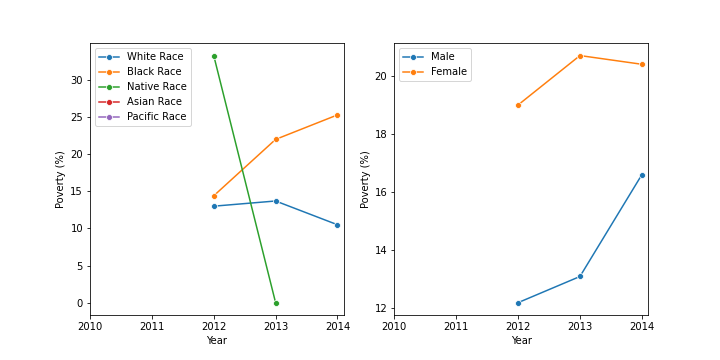 White Race
Black Race
Native Race
Asian Race
Pacific Race
Poverty (%)
30
25
20
15
10
5
0
2010 2011 2012 2013 2014
Year
Male
Female
Poverty (%)
20
18
16
14
12
2010 2011 2012 2013 2014
Year